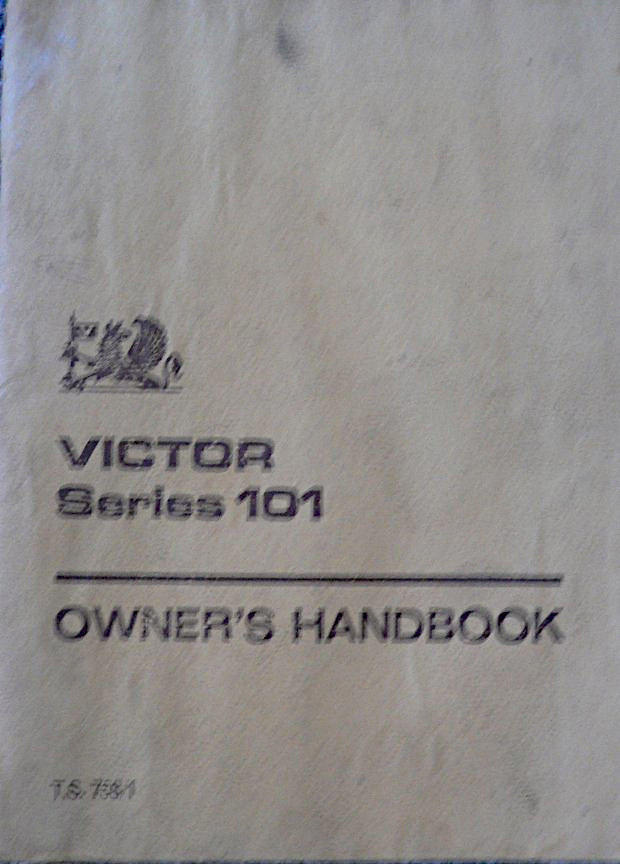 VICTOR
Series 101
OWNER'S HANDBOOK
T.S.